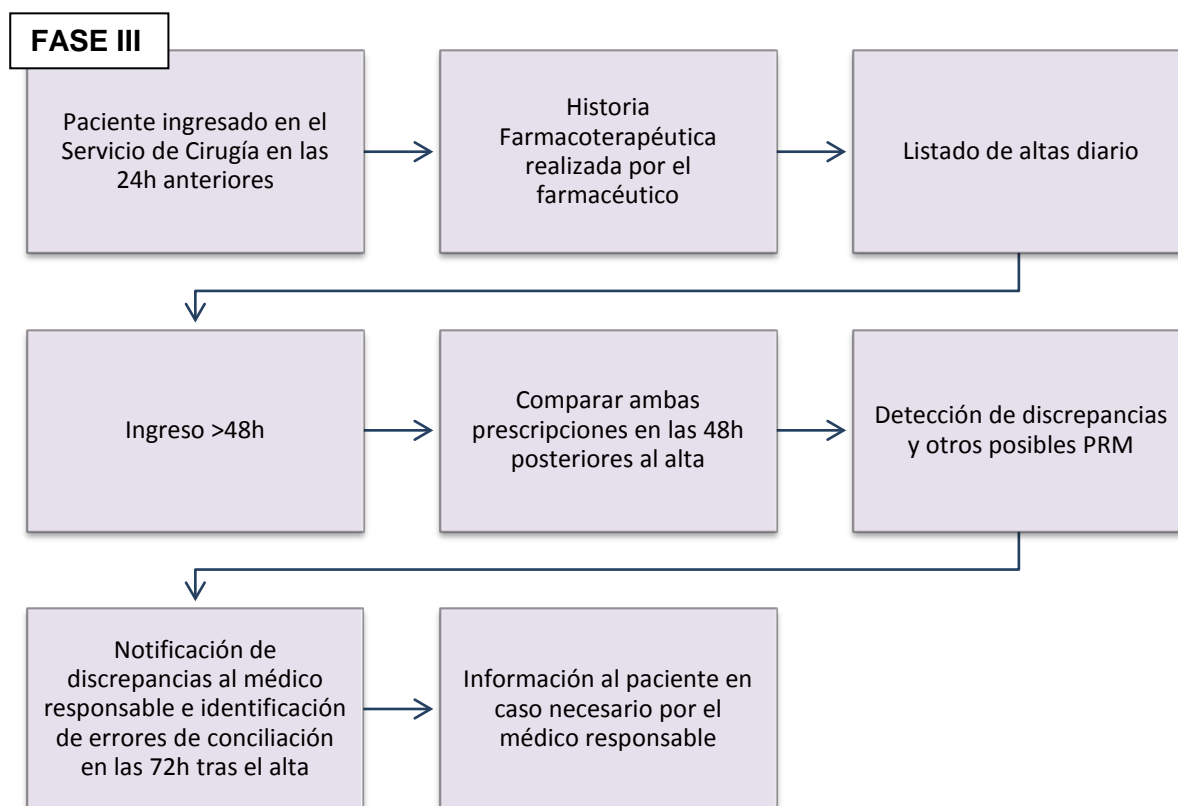 FASE III
Paciente ingresado en el
Servicio de Cirugía en las
24h anteriores
Historia
Farmacoterapéutica
realizada por el
farmacéutico
Listado de altas diario
Ingreso >48h
Comparar ambas
prescripciones en las 48h
posteriores al alta
Detección de discrepancias
y otros posibles PRM
Notificación de
discrepancias al médico
responsable e identificación
de errores de conciliación
en las 72h tras el alta
Información al paciente en
caso necesario por el
médico responsable